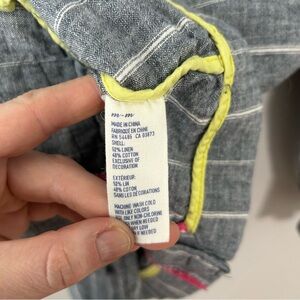 m-m
MADE IN CHINA
FABRIQUÉ EN CHINE
RN 54485 CA 03873
SHELL:
52% LINEN
48% COTTON
EXCLUSIVE OF
DECORATION
EXTÉRIEUR:
52% LIN
48% COTON
SANS LES DÉCORATIONS
MACHINE WASH COLD
WITH LIKE COLORS
ONLY NON-CHLORINE
WHEN NEEDED
DRY LOW
IF NEEDED